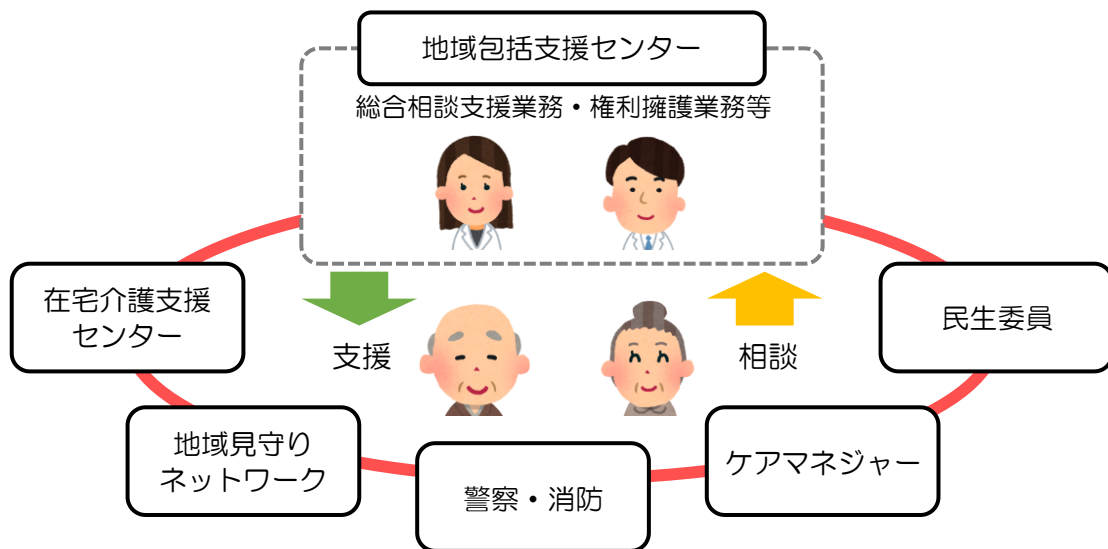 地域包括支援センター
総合相談支援業務・権利擁護業務等
在宅介護支援
センター
民生委員
支援
相談
地域見守り
ネットワーク
ケアマネジャー
警察・消防